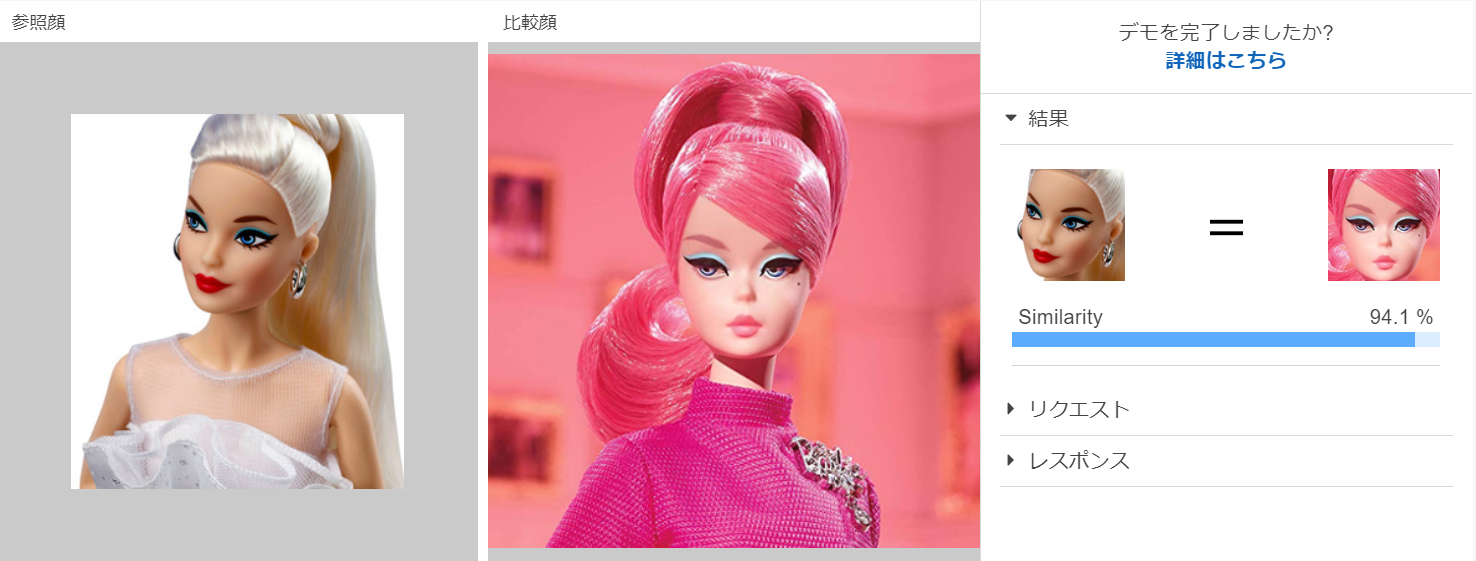 参照顔
比較顔
デモを完了しましたか?
詳細はこちら
結果
=
Similarity 94.1 %
リクエスト
レスポンス